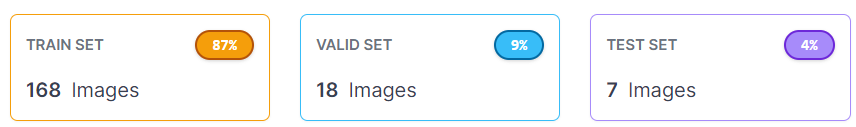 TRAIN SET 87%
168 Images
VALID SET 9%
18 Images
TEST SET 4%
7 Images